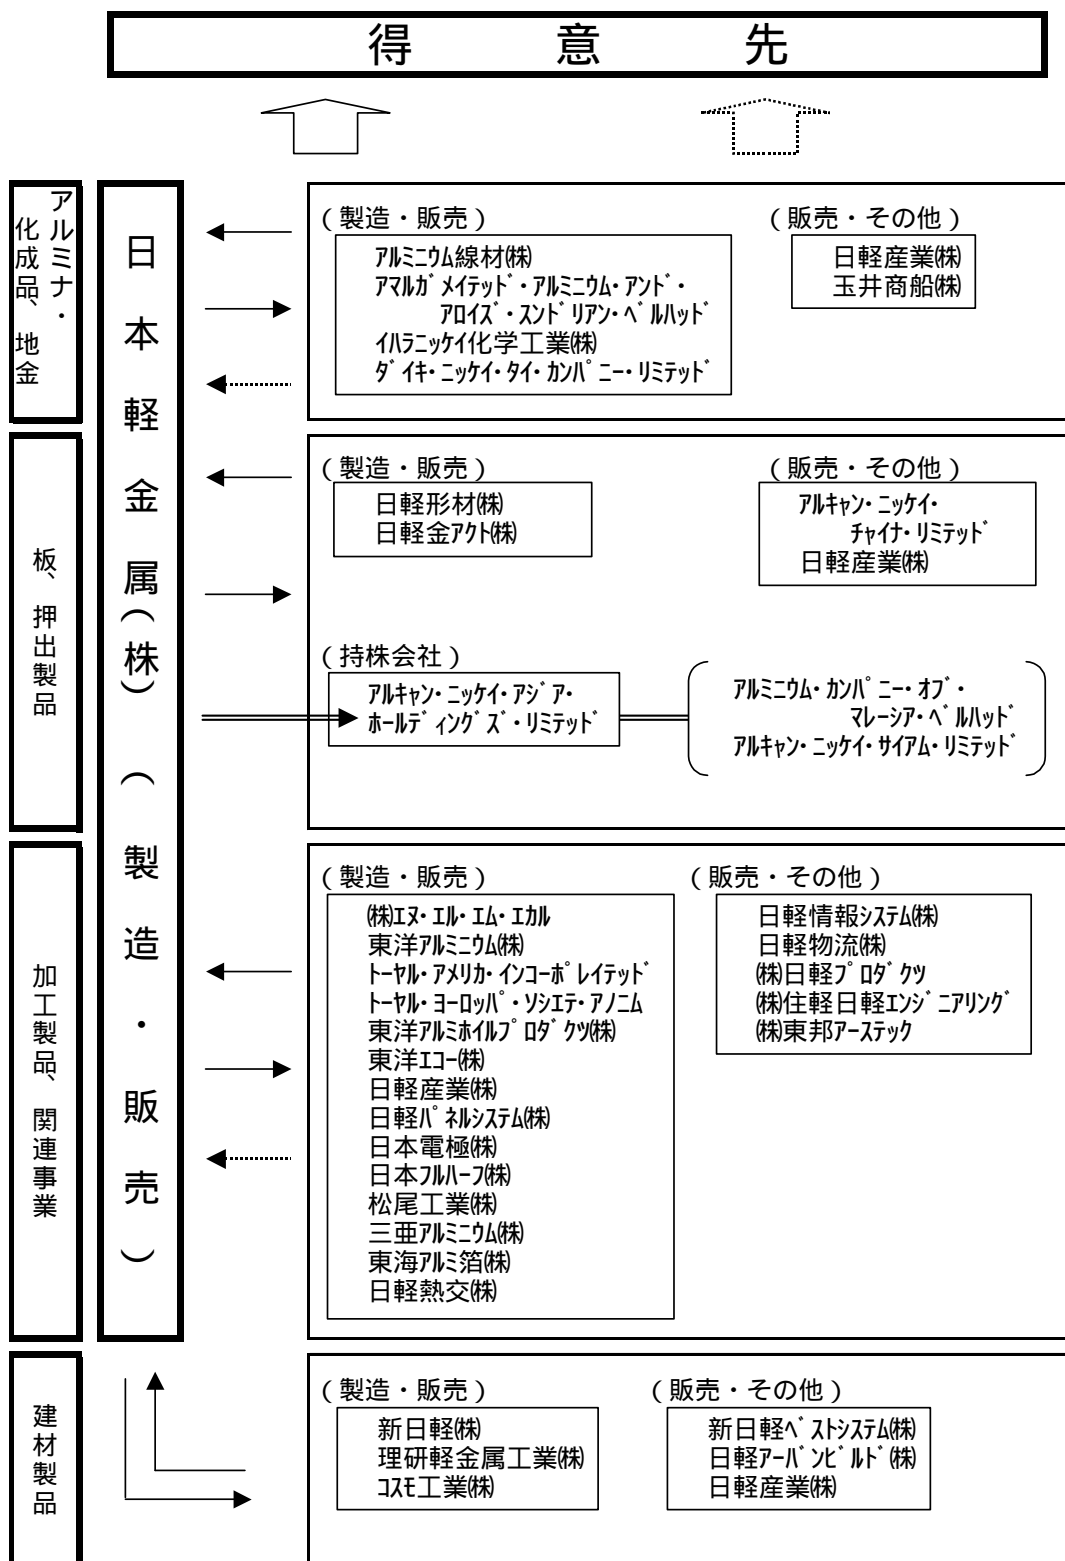 得意先
アルミナ・
化成品、地金
日本軽金属(株)(製造・販売)
(製造・販売)
アルミニウム線材㈱
アマルガメイテッド・アルミニウム・アンド・
アロイズ・スンドリアン・ベルハッド
イハラニッケイ化学工業㈱
ダイキ・ニッケイ・タイ・カンパニー・リミテッド
(販売・その他)
日軽産業㈱
玉井商船㈱
板、押出製品
(製造・販売)
日軽形材㈱
日軽金アクト㈱
(販売・その他)
アルキャン・ニッケイ・
チャイナ・リミテッド
日軽産業㈱
(持株会社)
アルキャン・ニッケイ・アジア・
ホールディングズ・リミテッド
アルミニウム・カンパニー・オブ・
マレーシア・ベルハッド
アルキャン・ニッケイ・サイアム・リミテッド
加工製品、関連事業
(製造・販売)
㈱エヌ・エル・エム・エカル
東洋アルミニウム㈱
トーヤル・アメリカ・インコーポレイテッド
トーヤル・ヨーロッパ・ソシエテ・アノニム
東洋アルミホイルプロダクツ㈱
東洋エコー㈱
日軽産業㈱
日軽パネルシステム㈱
日本電極㈱
日本フルハーフ㈱
松尾工業㈱
三亜アルミニウム㈱
東海アルミ箔㈱
日軽熱交㈱
(販売・その他)
日軽情報システム㈱
日軽物流㈱
㈱日軽プロダクツ
㈱住軽日軽エンジニアリング
㈱東邦アーステック
建材製品
(製造・販売)
新日軽㈱
理研軽金属工業㈱
コスモ工業㈱
(販売・その他)
新日軽ベストシステム㈱
日軽アーバンビルド㈱
日軽産業㈱